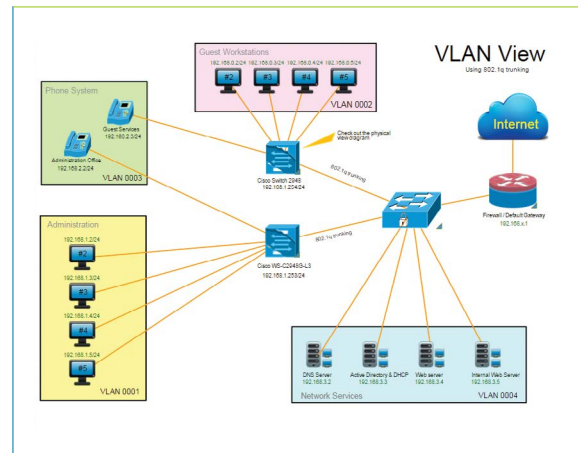 VLAN View
Using 802.1q trunking
Guest Workstations
192.168.0.2/24
192.168.0.3/24
192.168.0.4/24
192.168.0.5/24
#2
#3
#4
#5
VLAN 0002
Phone System
Guest Services
192.168.2.3/24
Administration Office
192.168.2.2/24
VLAN 0003
Check out the physical
view diagram
Cisco Switch 2948
192.168.1.254/24
802.1q trunking
Internet
Firewall / Default Gateway
192.168.x.1
802.1q trunking
Cisco WS-C2948G-L3
192.168.1.253/24
Administration
192.168.1.2/24
#2
192.168.1.3/24
#3
192.168.1.4/24
#4
192.168.1.5/24
#5
VLAN 0001
DNS Server
192.168.3.2
Active Directory & DHCP
192.168.3.3
Web server
192.168.3.4
Internal Web Server
192.168.3.5
Network Services
VLAN 0004